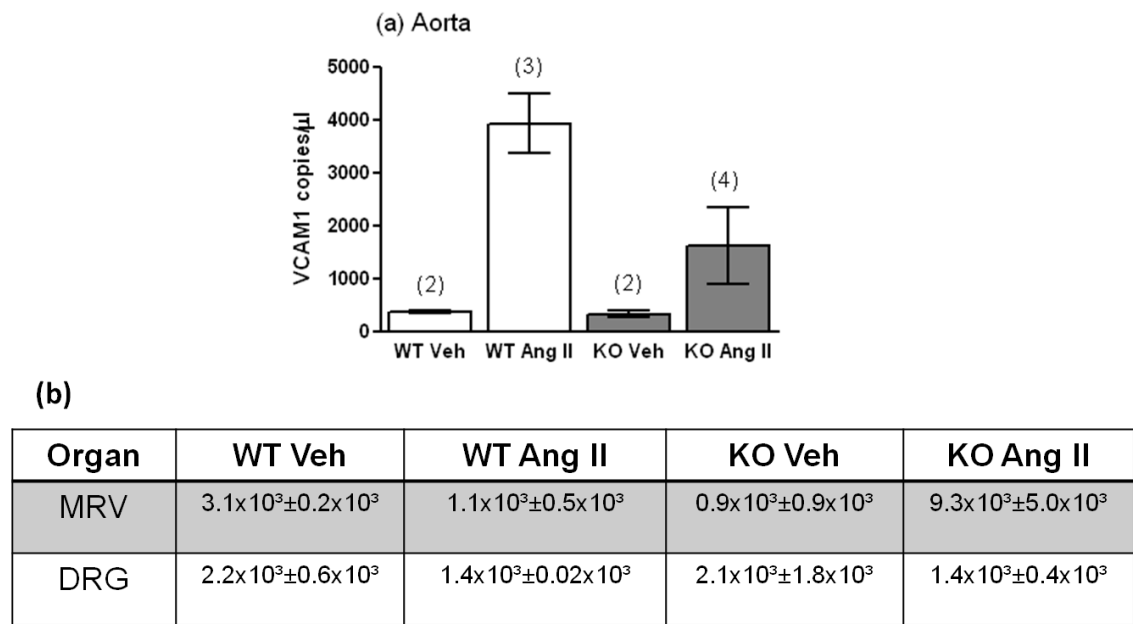 (a) Aorta
VCAM1 copies/µl
5000
4000
3000
2000
1000
0
(2)
(3)
(2)
(4)
WT Veh WT Ang II KO Veh KO Ang II
(b)
Organ WT Veh WT Ang II KO Veh KO Ang II
MRV 3.1x10³±0.2x10³ 1.1x10³±0.5x10³ 0.9x10³±0.9x10³ 9.3x10³±5.0x10³
DRG 2.2x10³±0.6x10³ 1.4x10³±0.02x10³ 2.1x10³±1.8x10³ 1.4x10³±0.4x10³